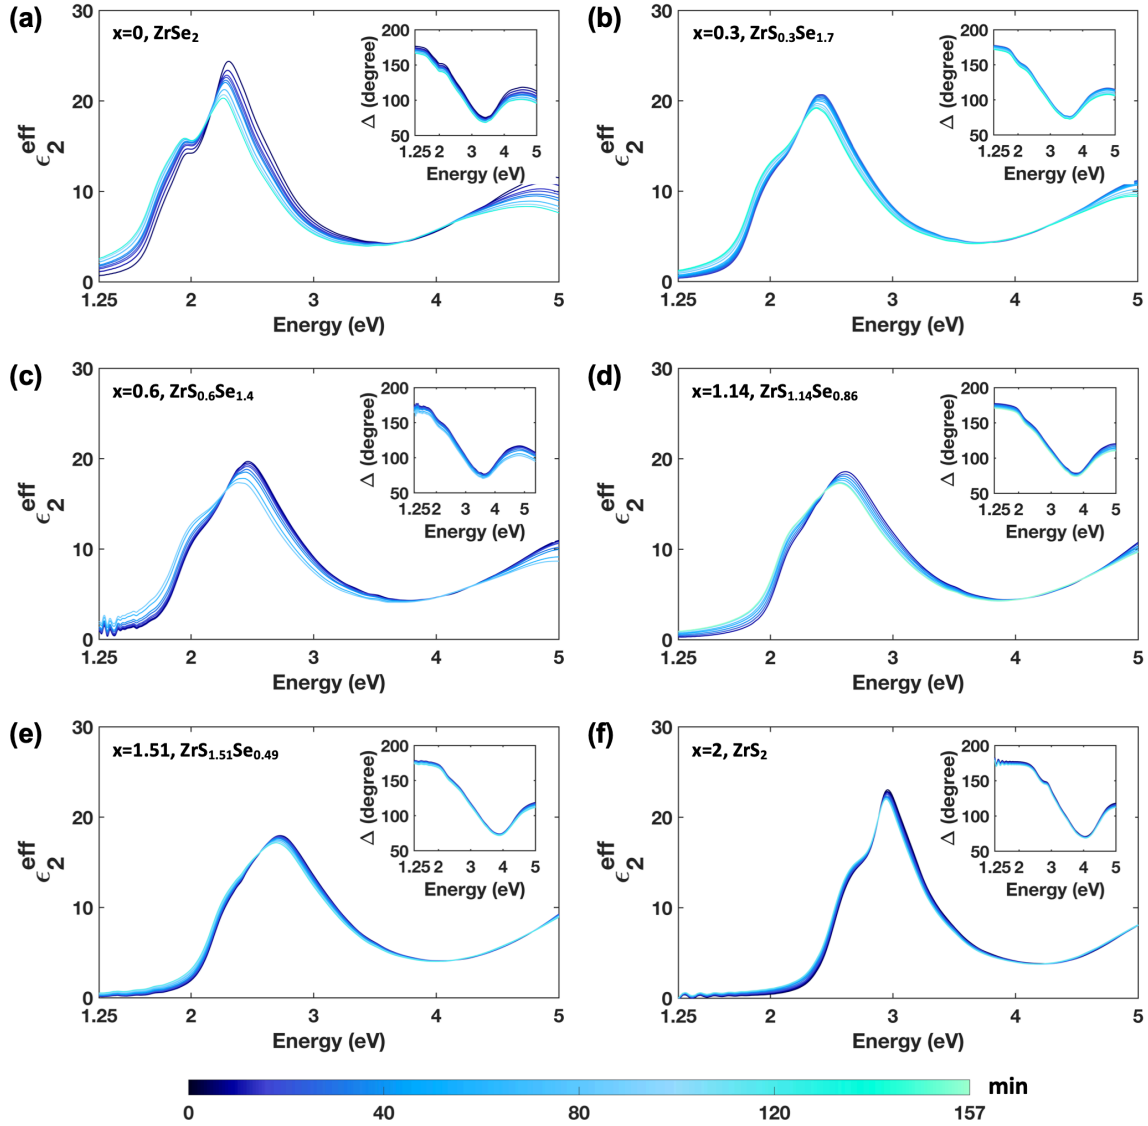 (a)
x=0, ZrSe2
30
20
10
0
ϵ2eff
1.25 2 3 4 5
Energy (eV)
200
150
100
50
Δ (degree)
1.25 2 3 4 5
Energy (eV)
(b)
x=0.3, ZrS0.3Se1.7
30
20
10
0
ϵ2eff
1.25 2 3 4 5
Energy (eV)
200
150
100
50
Δ (degree)
1.25 2 3 4 5
Energy (eV)
(c)
x=0.6, ZrS0.6Se1.4
30
20
10
0
ϵ2eff
1.25 2 3 4 5
Energy (eV)
200
150
100
50
Δ (degree)
1.25 2 3 4 5
Energy (eV)
(d)
x=1.14, ZrS1.14Se0.86
30
20
10
0
ϵ2eff
1.25 2 3 4 5
Energy (eV)
200
150
100
50
Δ (degree)
1.25 2 3 4 5
Energy (eV)
(e)
x=1.51, ZrS1.51Se0.49
30
20
10
0
ϵ2eff
1.25 2 3 4 5
Energy (eV)
200
150
100
50
Δ (degree)
1.25 2 3 4 5
Energy (eV)
(f)
x=2, ZrS2
30
20
10
0
ϵ2eff
1.25 2 3 4 5
Energy (eV)
200
150
100
50
Δ (degree)
1.25 2 3 4 5
Energy (eV)
min
0 40 80 120 157